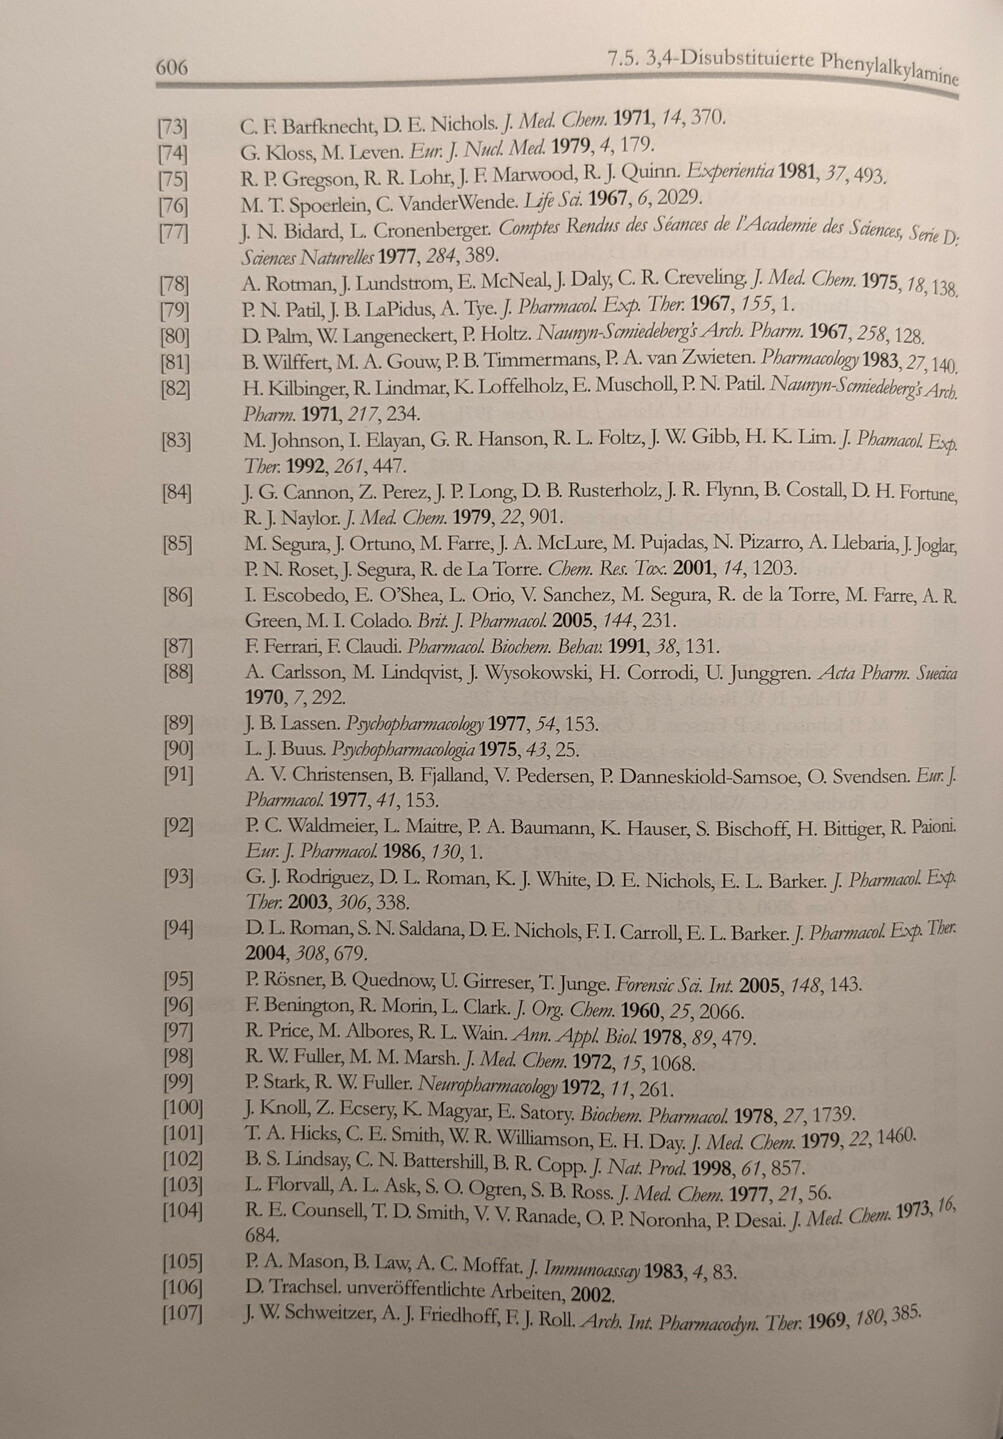 606 7.5. 3,4-Disubstituierte Phenylalkylamine
[73] C. F. Barfknecht, D. E. Nichols. J. Med. Chem. 1971, 14, 370.
[74] G. Kloss, M. Leven. Eur. J. Nucl. Med. 1979, 4, 179.
[75] R. P. Gregson, R. R. Lohr, J. F. Marwood, R. J. Quinn. Experientia 1981, 37, 493.
[76] M. T. Spoerlein, C. VanderWende. Life Sci. 1967, 6, 2029.
[77] J. N. Bidard, L. Cronenberger. Comptes Rendus des Séances de l'Academie des Sciences, Serie D:
Sciences Naturelles 1977, 284, 389.
[78] A. Rotman, J. Lundstrom, E. McNeal, J. Daly, C. R. Creveling. J. Med. Chem. 1975, 18, 138.
[79] P. N. Patil, J. B. LaPidus, A. Tye. J. Pharmacol. Exp. Ther. 1967, 155, 1.
[80] D. Palm, W. Langeneckert, P. Holtz. Naunyn-Scmiedeberg's Arch. Pharm. 1967, 258, 128.
[81] B. Wilffert, M. A. Gouw, P. B. Timmermans, P. A. van Zwieten. Pharmacology 1983, 27, 140.
[82] H. Kilbinger, R. Lindmar, K. Loffelholz, E. Muscholl, P. N. Patil. Naunyn-Scmiedeberg's Arch.
Pharm. 1971, 217, 234.
[83] M. Johnson, I. Elayan, G. R. Hanson, R. L. Foltz, J. W. Gibb, H. K. Lim. J. Phamacol. Exp.
Ther. 1992, 261, 447.
[84] J. G. Cannon, Z. Perez, J. P. Long, D. B. Rusterholz, J. R. Flynn, B. Costall, D. H. Fortune,
R. J. Naylor. J. Med. Chem. 1979, 22, 901.
[85] M. Segura, J. Ortuno, M. Farre, J. A. McLure, M. Pujadas, N. Pizarro, A. Llebaria, J. Joglar,
P. N. Roset, J. Segura, R. de La Torre. Chem. Res. Tox. 2001, 14, 1203.
[86] I. Escobedo, E. O'Shea, L. Orio, V. Sanchez, M. Segura, R. de la Torre, M. Farre, A. R.
Green, M. I. Colado. Brit. J. Pharmacol. 2005, 144, 231.
[87] F. Ferrari, F. Claudi. Pharmacol. Biochem. Behav. 1991, 38, 131.
[88] A. Carlsson, M. Lindqvist, J. Wysokowski, H. Corrodi, U. Junggren. Acta Pharm. Suecica
1970, 7, 292.
[89] J. B. Lassen. Psychopharmacology 1977, 54, 153.
[90] L. J. Buus. Psychopharmacologia 1975, 43, 25.
[91] A. V. Christensen, B. Fjalland, V. Pedersen, P. Danneskiold-Samsoe, O. Svendsen. Eur. J.
Pharmacol. 1977, 41, 153.
[92] P. C. Waldmeier, L. Maitre, P. A. Baumann, K. Hauser, S. Bischoff, H. Bittiger, R. Paioni.
Eur. J. Pharmacol. 1986, 130, 1.
[93] G. J. Rodriguez, D. L. Roman, K. J. White, D. E. Nichols, E. L. Barker. J. Pharmacol. Exp.
Ther. 2003, 306, 338.
[94] D. L. Roman, S. N. Saldana, D. E. Nichols, F. I. Carroll, E. L. Barker. J. Pharmacol. Exp. Ther.
2004, 308, 679.
[95] P. Rösner, B. Quednow, U. Girreser, T. Junge. Forensic Sci. Int. 2005, 148, 143.
[96] F. Benington, R. Morin, L. Clark. J. Org. Chem. 1960, 25, 2066.
[97] R. Price, M. Albores, R. L. Wain. Ann. Appl. Biol. 1978, 89, 479.
[98] R. W. Fuller, M. M. Marsh. J. Med. Chem. 1972, 15, 1068.
[99] P. Stark, R. W. Fuller. Neuropharmacology 1972, 11, 261.
[100] J. Knoll, Z. Ecsery, K. Magyar, E. Satory. Biochem. Pharmacol. 1978, 27, 1739.
[101] T. A. Hicks, C. E. Smith, W. R. Williamson, E. H. Day. J. Med. Chem. 1979, 22, 1460.
[102] B. S. Lindsay, C. N. Battershill, B. R. Copp. J. Nat. Prod. 1998, 61, 857.
[103] L. Florvall, A. L. Ask, S. O. Ogren, S. B. Ross. J. Med. Chem. 1977, 21, 56.
[104] R. E. Counsell, T. D. Smith, V. V. Ranade, O. P. Noronha, P. Desai. J. Med. Chem. 1973, 16,
684.
[105] P. A. Mason, B. Law, A. C. Moffat. J. Immunoassay 1983, 4, 83.
[106] D. Trachsel. unveröffentlichte Arbeiten, 2002.
[107] J. W. Schweitzer, A. J. Friedhoff, F. J. Roll. Arch. Int. Pharmacodyn. Ther. 1969, 180, 385.